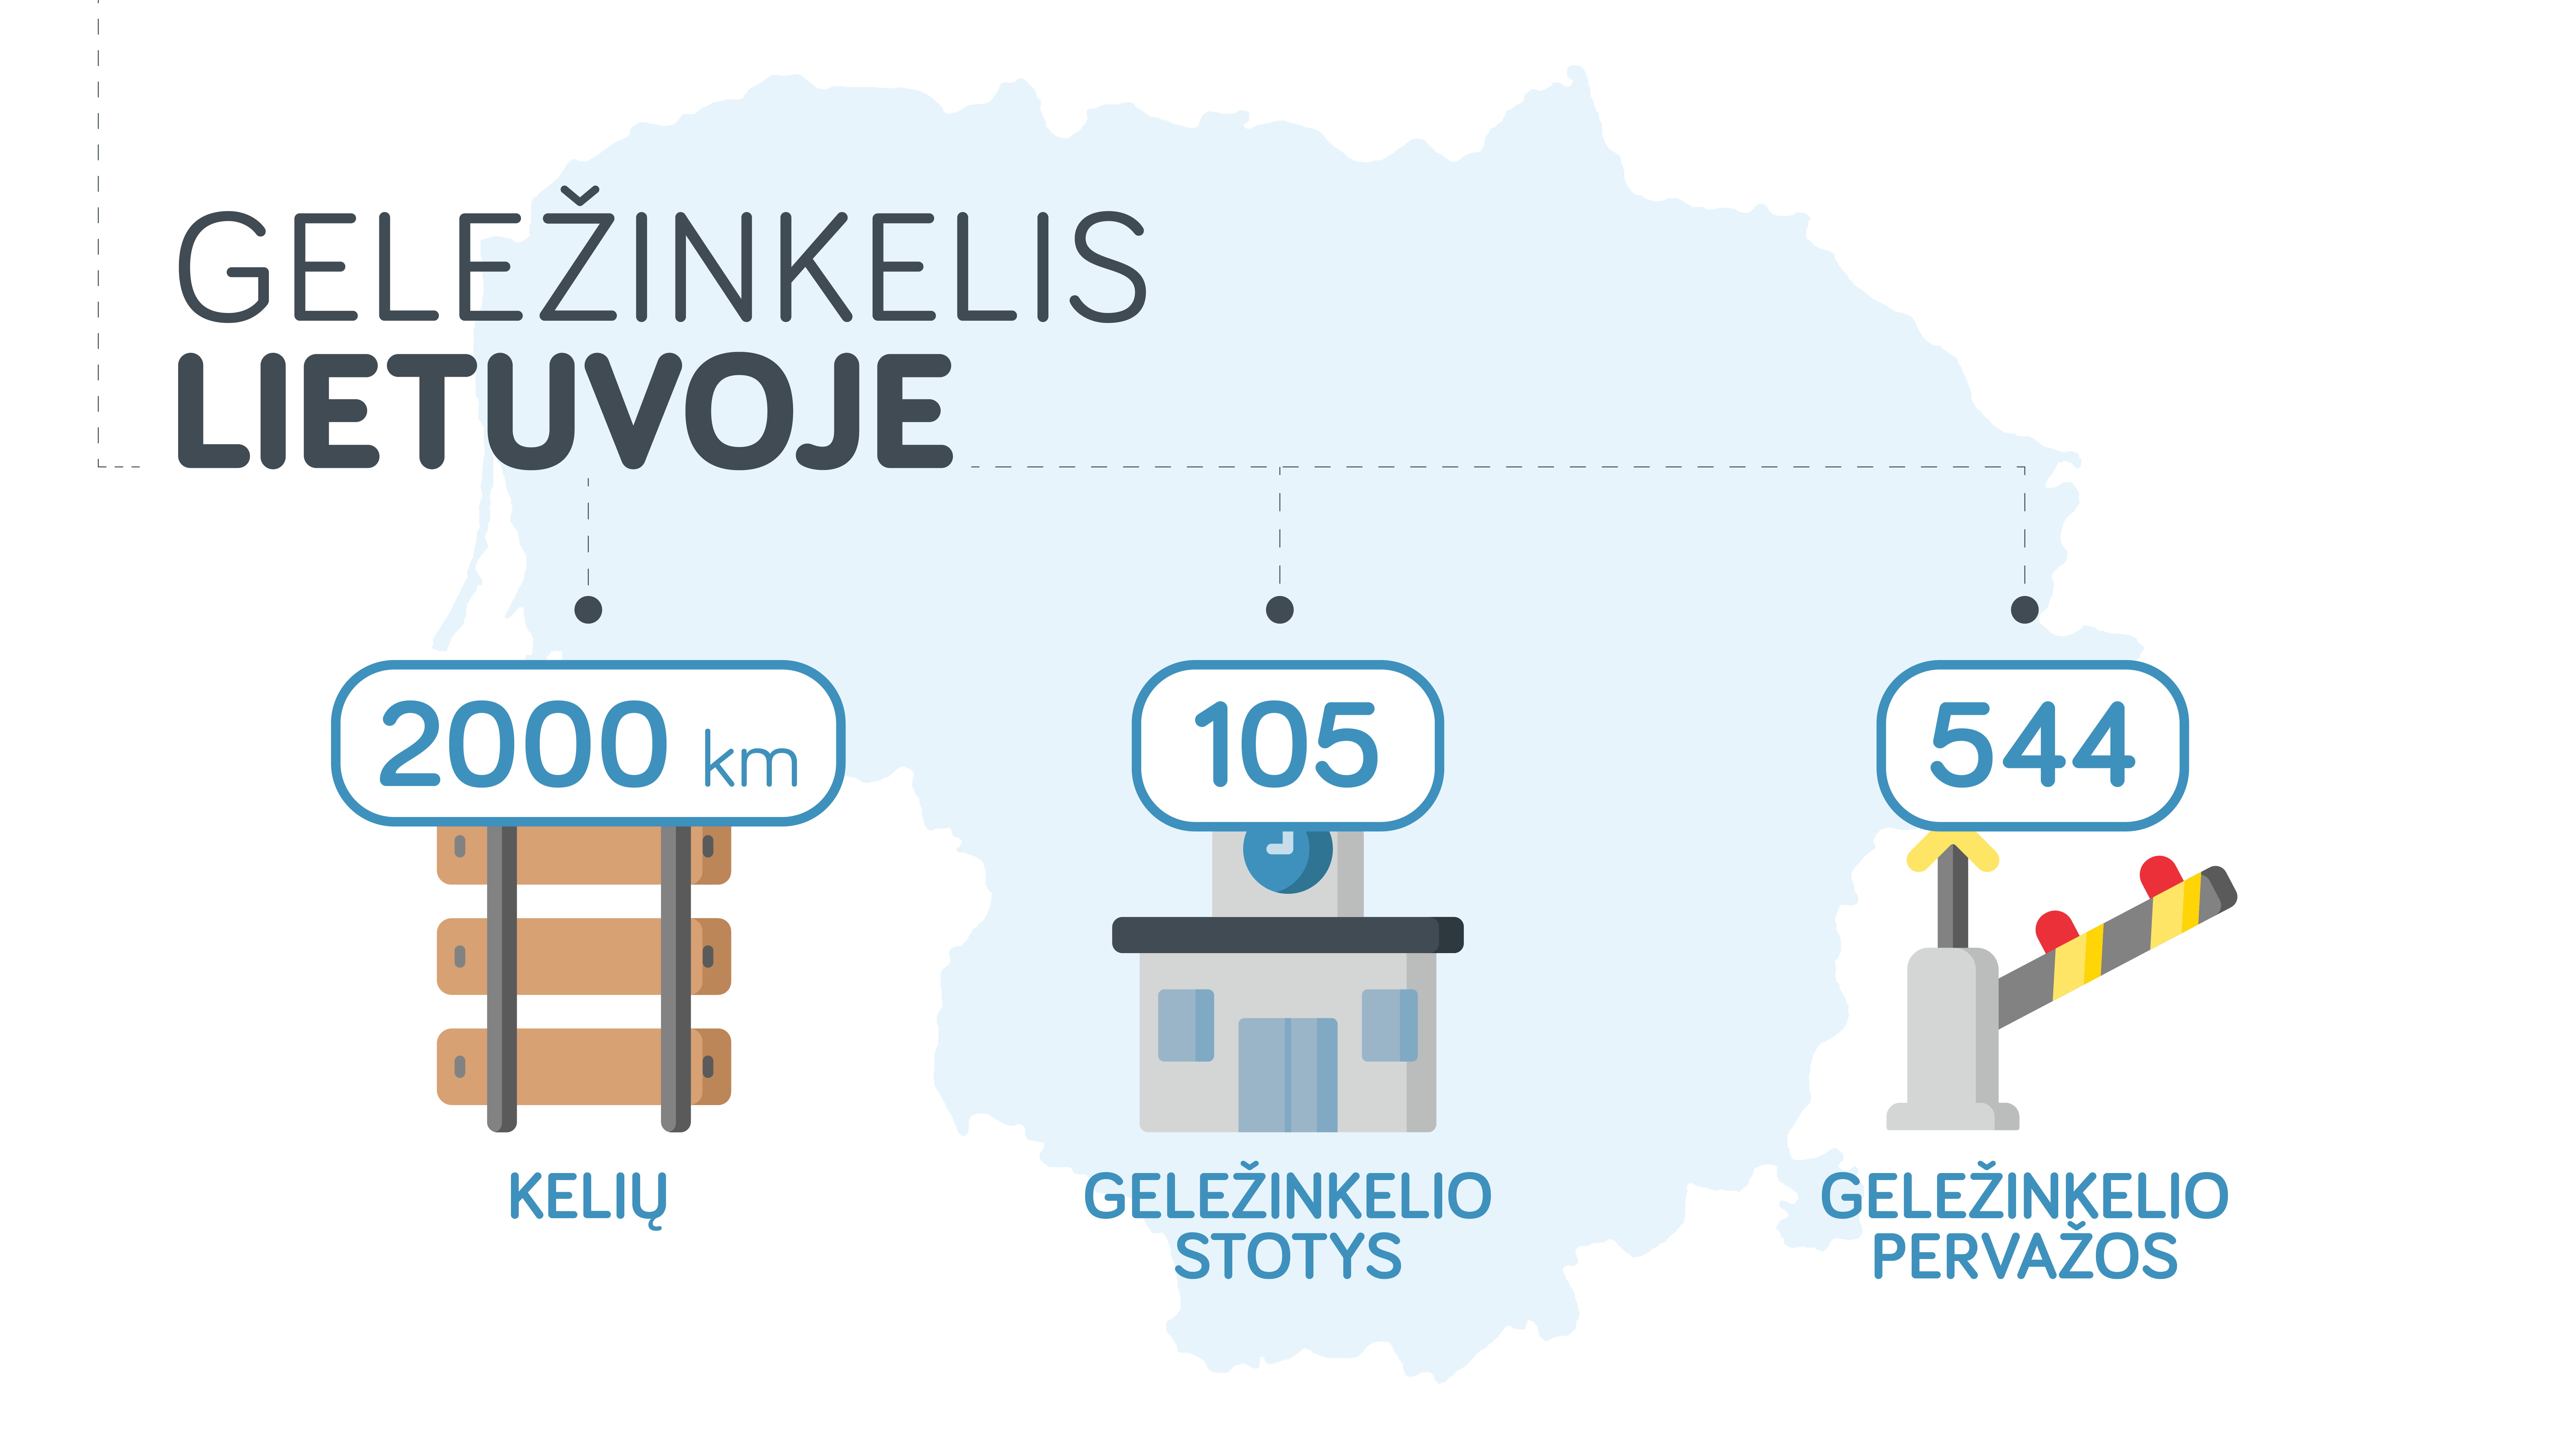 GELEŽINKELIS
LIETUVOJE
2000 km
105
544
KELIŲ
GELEŽINKELIO
STOTYS
GELEŽINKELIO
PERVAŽOS